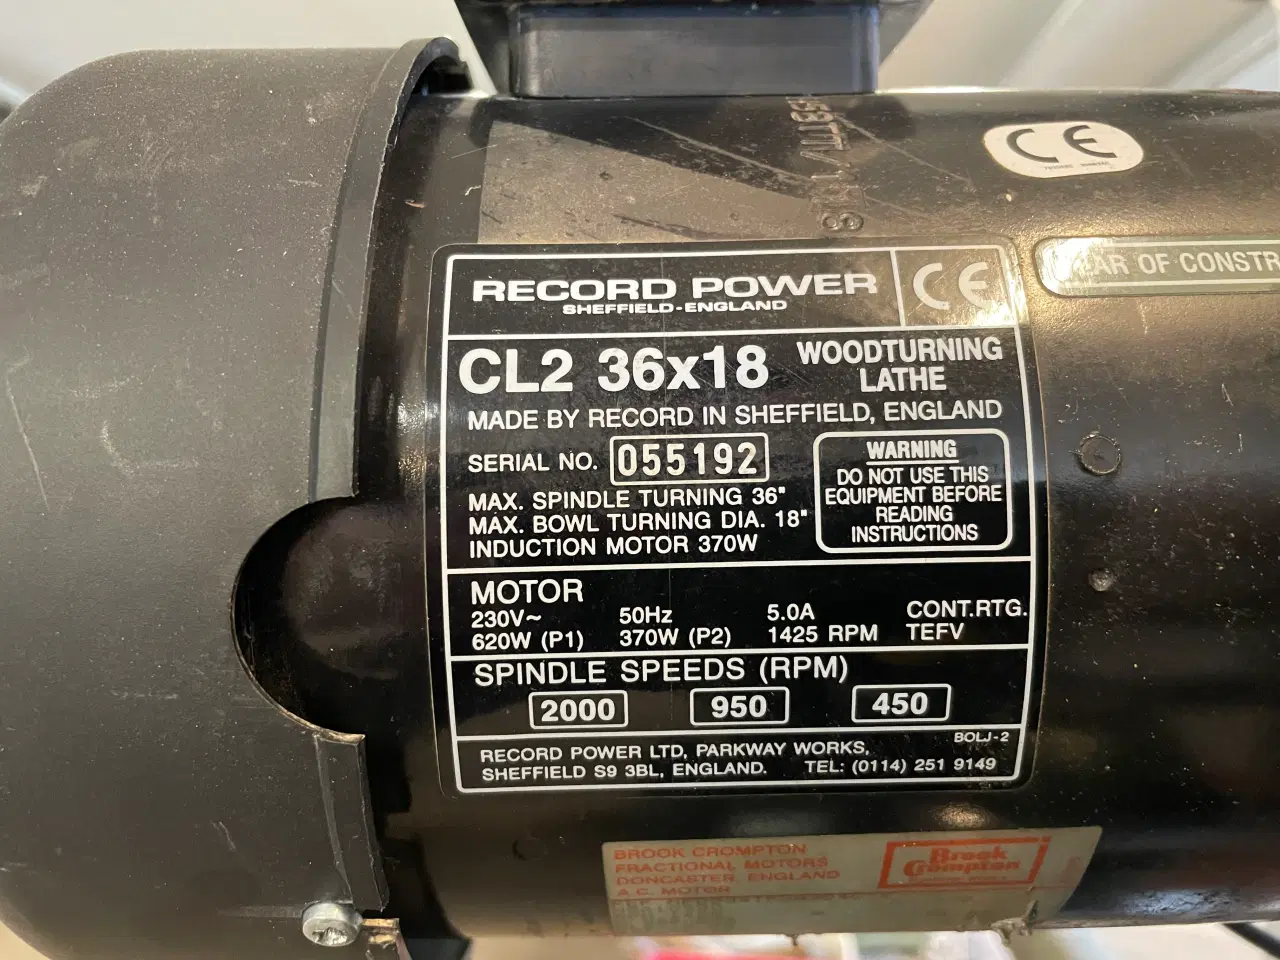 CE
AR OF CONSTR
RECORD POWER
SHEFFIELD-ENGLAND
CE
CL2 36x18 WOODTURNING
LATHE
MADE BY RECORD IN SHEFFIELD, ENGLAND
SERIAL NO. 055192
MAX. SPINDLE TURNING 36"
MAX. BOWL TURNING DIA. 18"
INDUCTION MOTOR 370W
WARNING
DO NOT USE THIS
EQUIPMENT BEFORE
READING
INSTRUCTIONS
MOTOR
230V~ 50Hz 5.0A CONT.RTG.
620W (P1) 370W (P2) 1425 RPM TEFV
SPINDLE SPEEDS (RPM)
2000 950 450
BOLJ-2
RECORD POWER LTD, PARKWAY WORKS,
SHEFFIELD S9 3BL, ENGLAND. TEL: (0114) 251 9149
BROOK CROMPTON
FRACTIONAL MOTORS
DONCASTER ENGLAND
A.C. MOTOR
Brook
Crompton